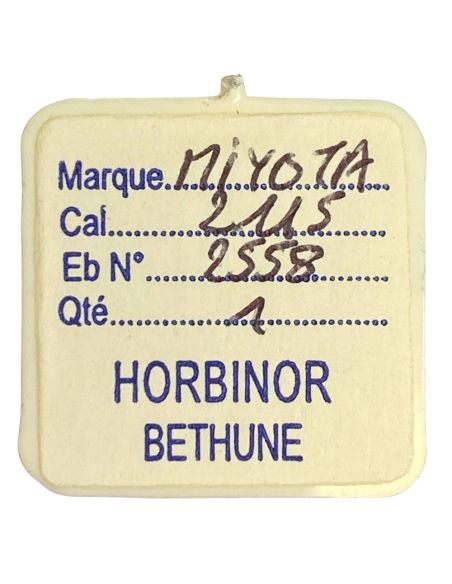 Marque MiYOTA
Cal 2115
Eb N° 2558
Qté 1
HORBINOR
BETHUNE